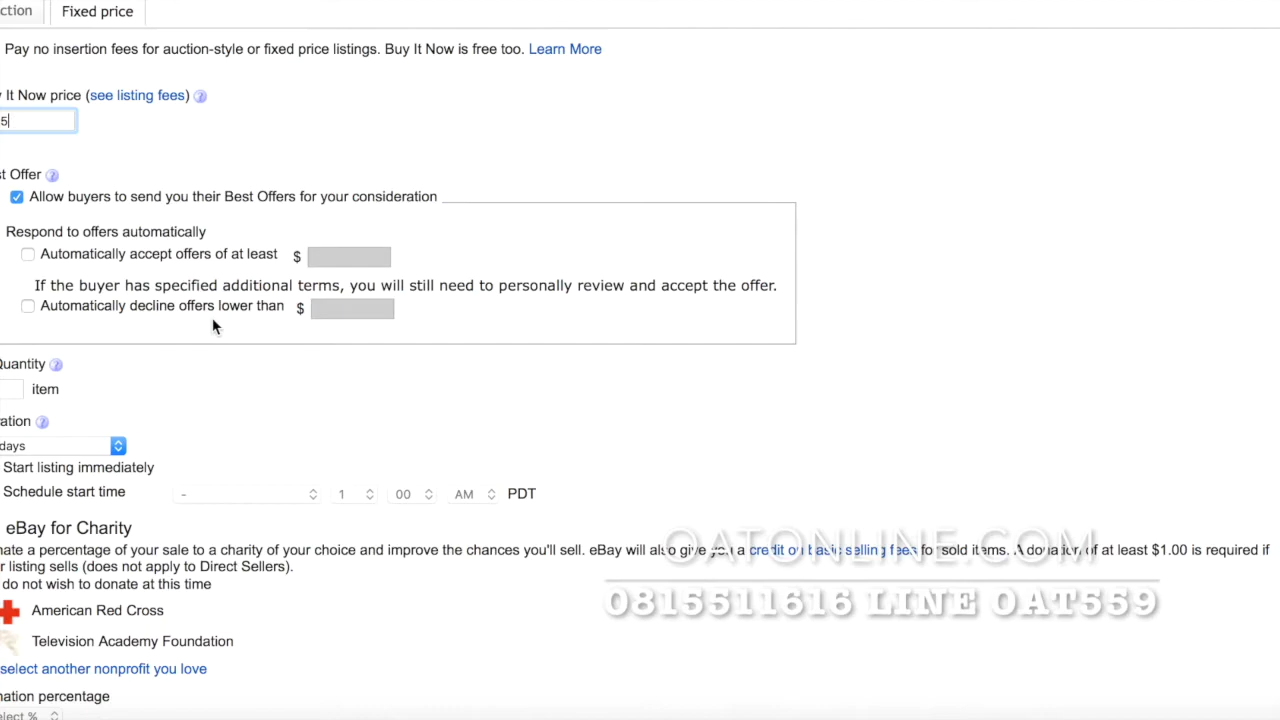 ction Fixed price
Pay no insertion fees for auction-style or fixed price listings. Buy It Now is free too. Learn More
y It Now price (see listing fees)
5
st Offer
Allow buyers to send you their Best Offers for your consideration
Respond to offers automatically
Automatically accept offers of at least $
If the buyer has specified additional terms, you will still need to personally review and accept the offer.
Automatically decline offers lower than $
Quantity
item
ration
days
Start listing immediately
Schedule start time - 1 00 AM PDT
eBay for Charity
nate a percentage of your sale to a charity of your choice and improve the chances you'll sell. eBay will also give you a credit on basic selling fees for sold items. A donation of at least $1.00 is required if
r listing sells (does not apply to Direct Sellers).
do not wish to donate at this time
American Red Cross
Television Academy Foundation
select another nonprofit you love
nation percentage
elect %
OATONLINE.COM
0815511616 LINE OAT559